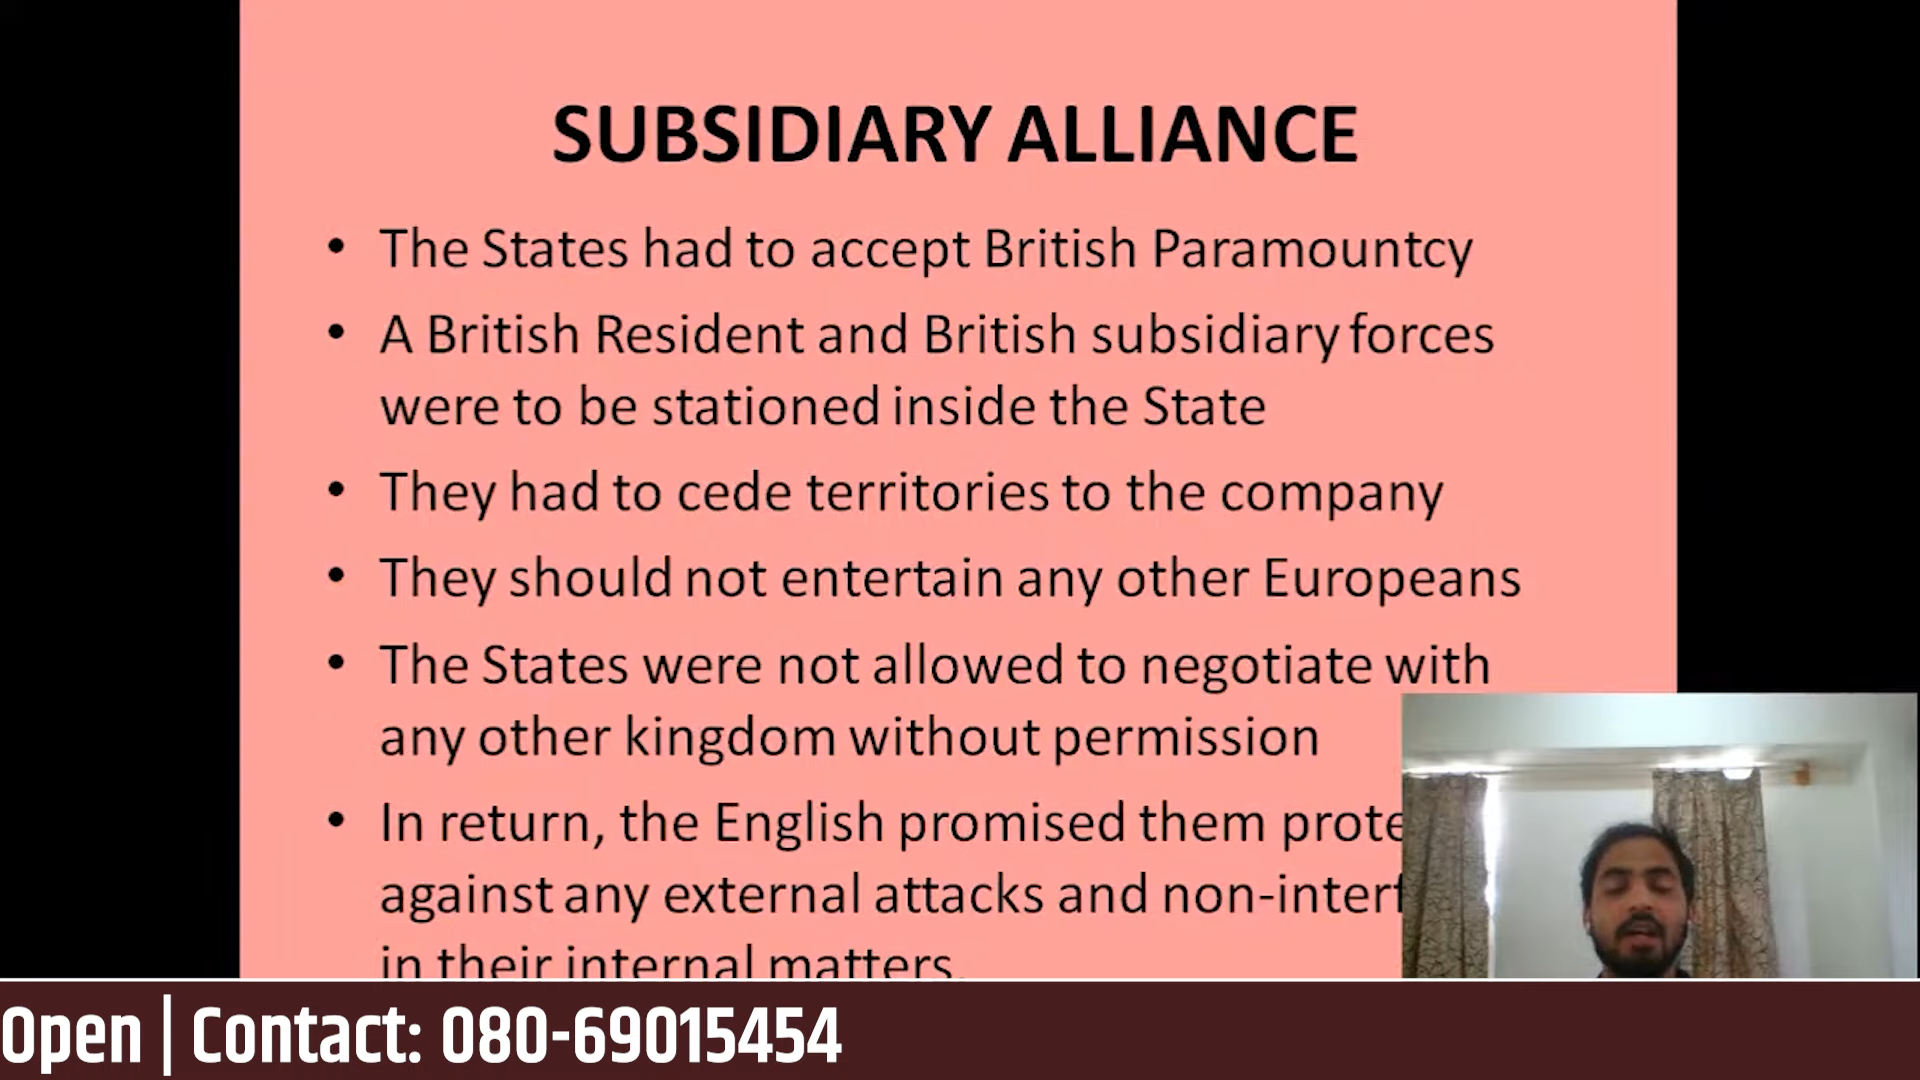 SUBSIDIARY ALLIANCE
• The States had to accept British Paramountcy
• A British Resident and British subsidiary forces
were to be stationed inside the State
• They had to cede territories to the company
• They should not entertain any other Europeans
• The States were not allowed to negotiate with
any other kingdom without permission
• In return, the English promised them prote
against any external attacks and non-interf
in their internal matters.
Open | Contact: 080-69015454